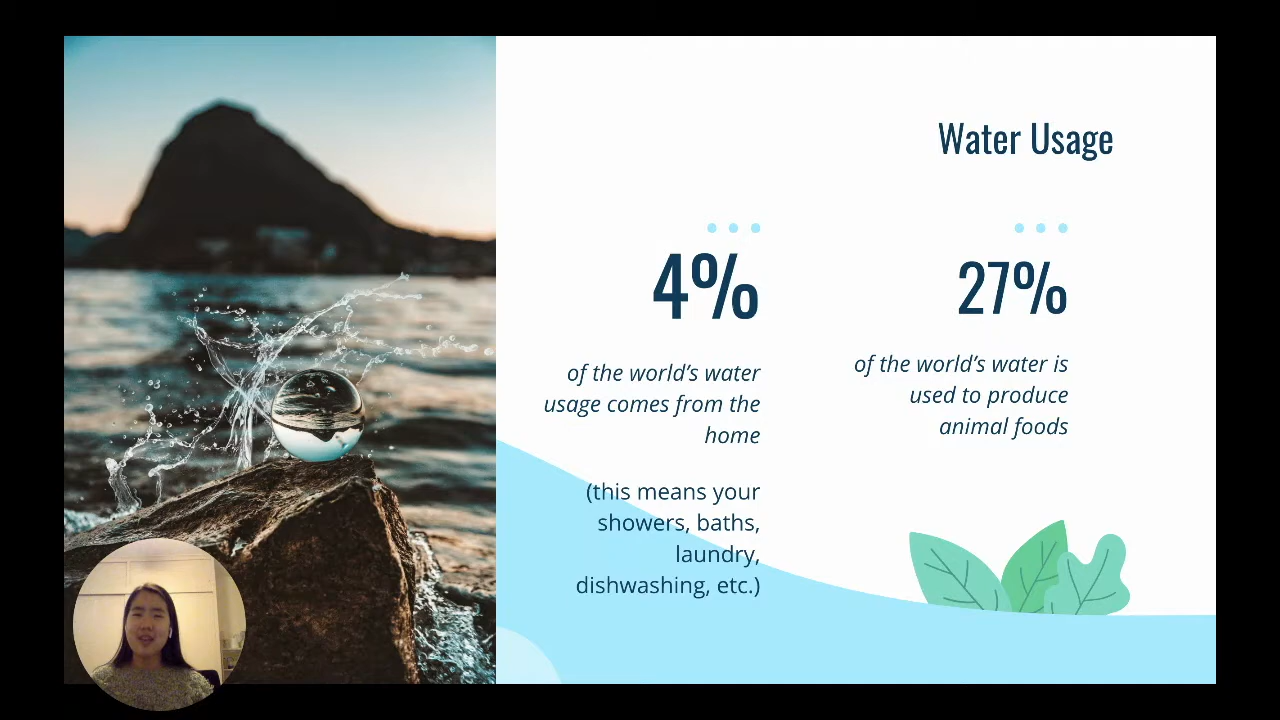 Water Usage
4%
of the world’s water
usage comes from the
home
(this means your
showers, baths,
laundry,
dishwashing, etc.)
27%
of the world’s water is
used to produce
animal foods